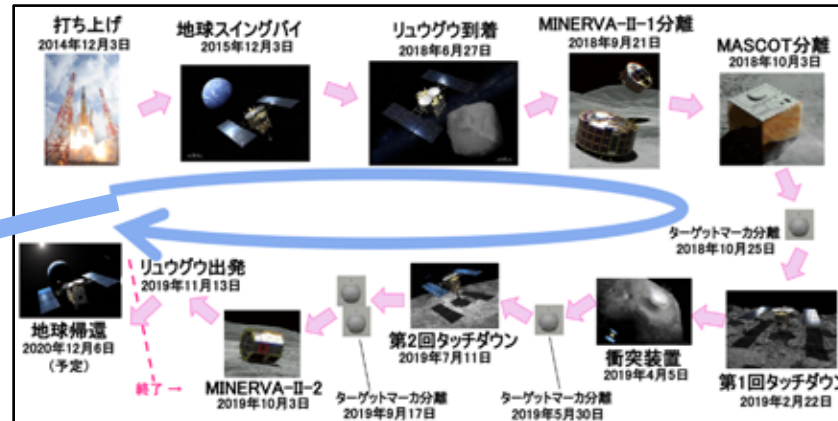 打ち上げ
2014年12月3日
地球スイングバイ
2015年12月3日
リュウグウ到着
2018年6月27日
MINERVA-II-1分離
2018年9月21日
MASCOT分離
2018年10月3日
ターゲットマーカ分離
2018年10月25日
第1回タッチダウン
2019年2月22日
衝突装置
2019年4月5日
ターゲットマーカ分離
2019年5月30日
第2回タッチダウン
2019年7月11日
ターゲットマーカ分離
2019年9月17日
MINERVA-II-2
2019年10月3日
リュウグウ出発
2019年11月13日
終了→
地球帰還
2020年12月6日
(予定)